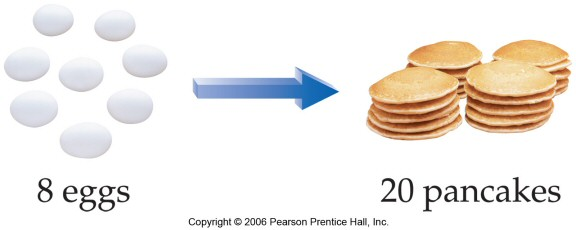 8 eggs
20 pancakes
Copyright © 2006 Pearson Prentice Hall, Inc.